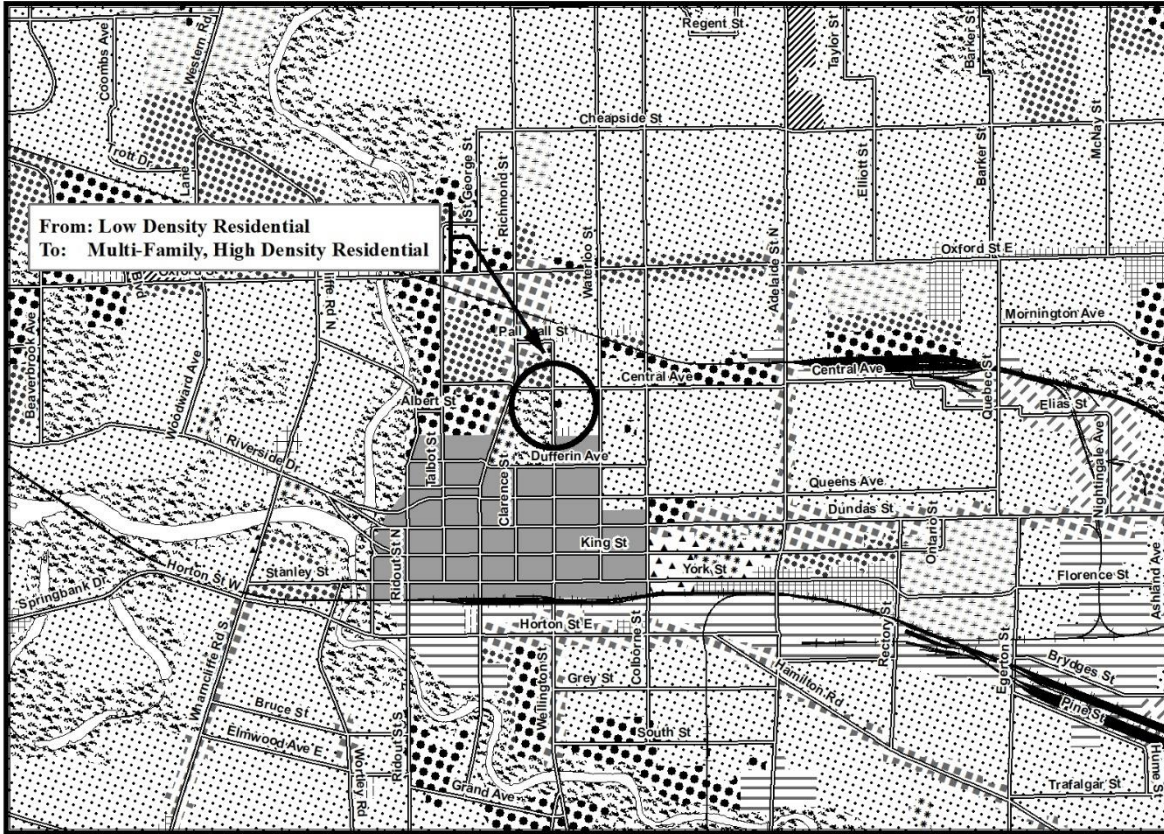 Regent St
Coombs Ave
Western Rd
Taylor St
Barker St
Cheapside St
McNay St
Trott Dr
St George St
Richmond St
Elliott St
Barker St
Lane
From: Low Density Residential
To: Multi-Family, High Density Residential
Waterloo St
Adelaide St N
Oxford St E
Mornington Ave
Beaverbrook Ave
Woodward Ave
Central Ave
Central Ave
Quebec St
Albert St
Elias St
Riverside Dr
Talbot St
Clarence St
Dufferin Ave
Queens Ave
Nightingale Ave
Dundas St
Ontario St
King St
Ridout St N
York St
Stanley St
Horton St W
Springbank Dr
Florence St
Ashland Ave
Horton St E
Colborne St
Rectory St
Egerton St
Wharncliffe Rd S
Wellington St
Grey St
Hamilton Rd
Brydges St
Pine St
Bruce St
Elmwood Ave E
Ridout St S
South St
Wortley Rd
Grand Ave
Trafalgar St
Hume St